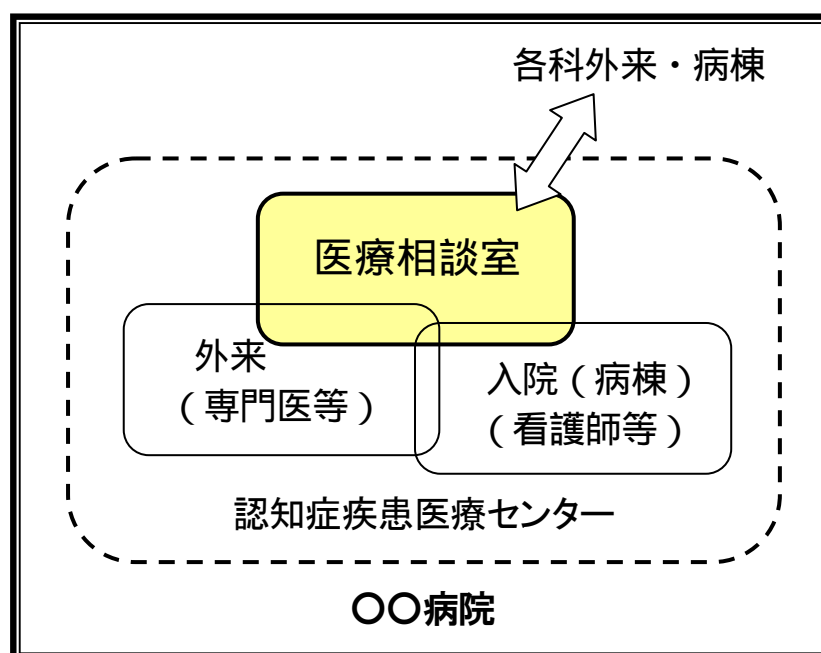 各科外来・病棟
医療相談室
外来
（専門医等）
入院（病棟）
（看護師等）
認知症疾患医療センター
〇〇病院